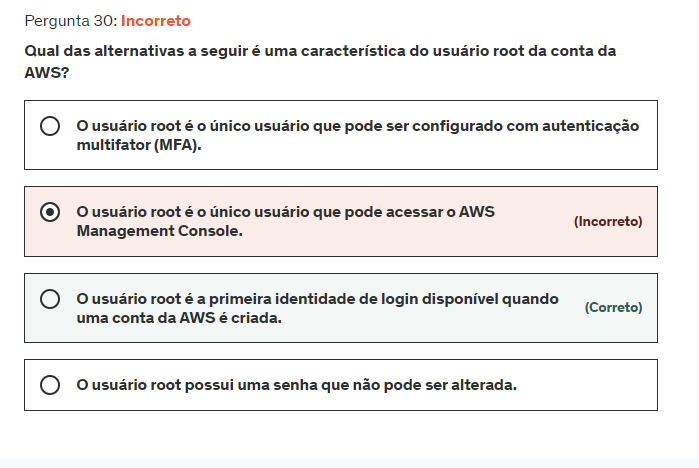 Pergunta 30: Incorreto
Qual das alternativas a seguir é uma característica do usuário root da conta da
AWS?
O usuário root é o único usuário que pode ser configurado com autenticação
multifator (MFA).
O usuário root é o único usuário que pode acessar o AWS
Management Console.
(Incorreto)
O usuário root é a primeira identidade de login disponível quando
uma conta da AWS é criada.
(Correto)
O usuário root possui uma senha que não pode ser alterada.